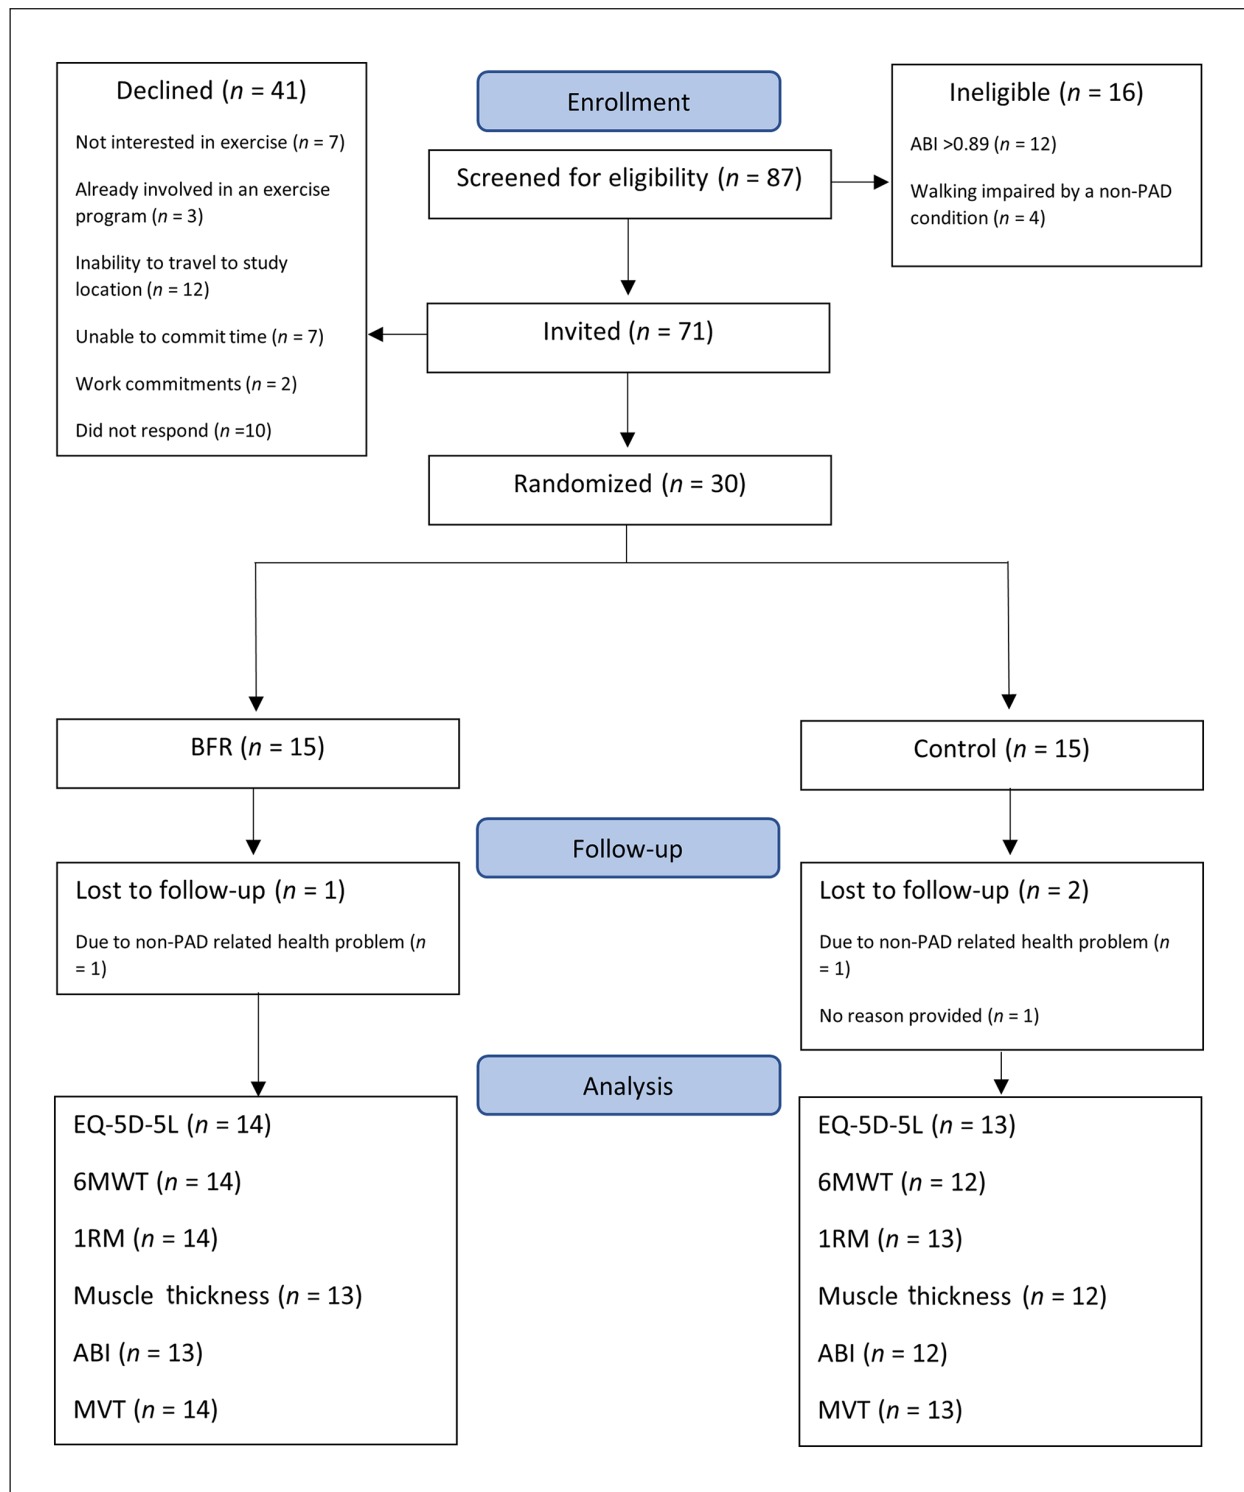 Declined (n = 41)
Not interested in exercise (n = 7)
Already involved in an exercise
program (n = 3)
Inability to travel to study
location (n = 12)
Unable to commit time (n = 7)
Work commitments (n = 2)
Did not respond (n =10)
Enrollment
Screened for eligibility (n = 87)
Ineligible (n = 16)
ABI >0.89 (n = 12)
Walking impaired by a non-PAD
condition (n = 4)
Invited (n = 71)
Randomized (n = 30)
BFR (n = 15)
Control (n = 15)
Follow-up
Lost to follow-up (n = 1)
Due to non-PAD related health problem (n
= 1)
Lost to follow-up (n = 2)
Due to non-PAD related health problem (n
= 1)
No reason provided (n = 1)
Analysis
EQ-5D-5L (n = 14)
6MWT (n = 14)
1RM (n = 14)
Muscle thickness (n = 13)
ABI (n = 13)
MVT (n = 14)
EQ-5D-5L (n = 13)
6MWT (n = 12)
1RM (n = 13)
Muscle thickness (n = 12)
ABI (n = 12)
MVT (n = 13)